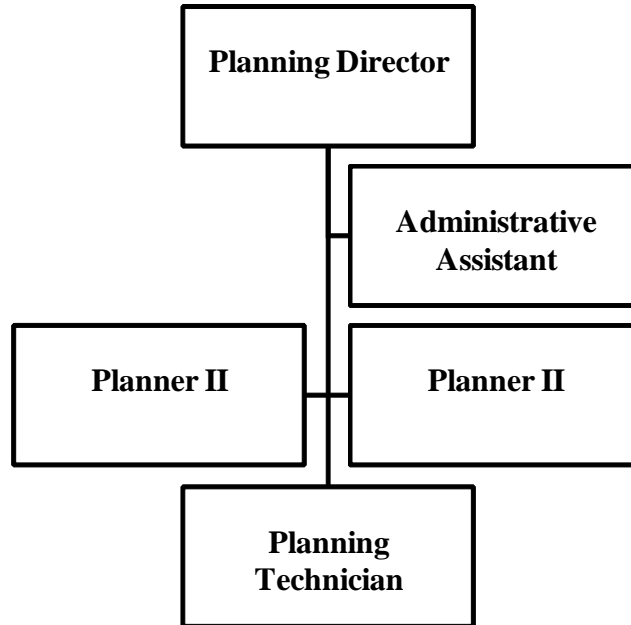 Planning Director
Administrative
Assistant
Planner II
Planner II
Planning
Technician